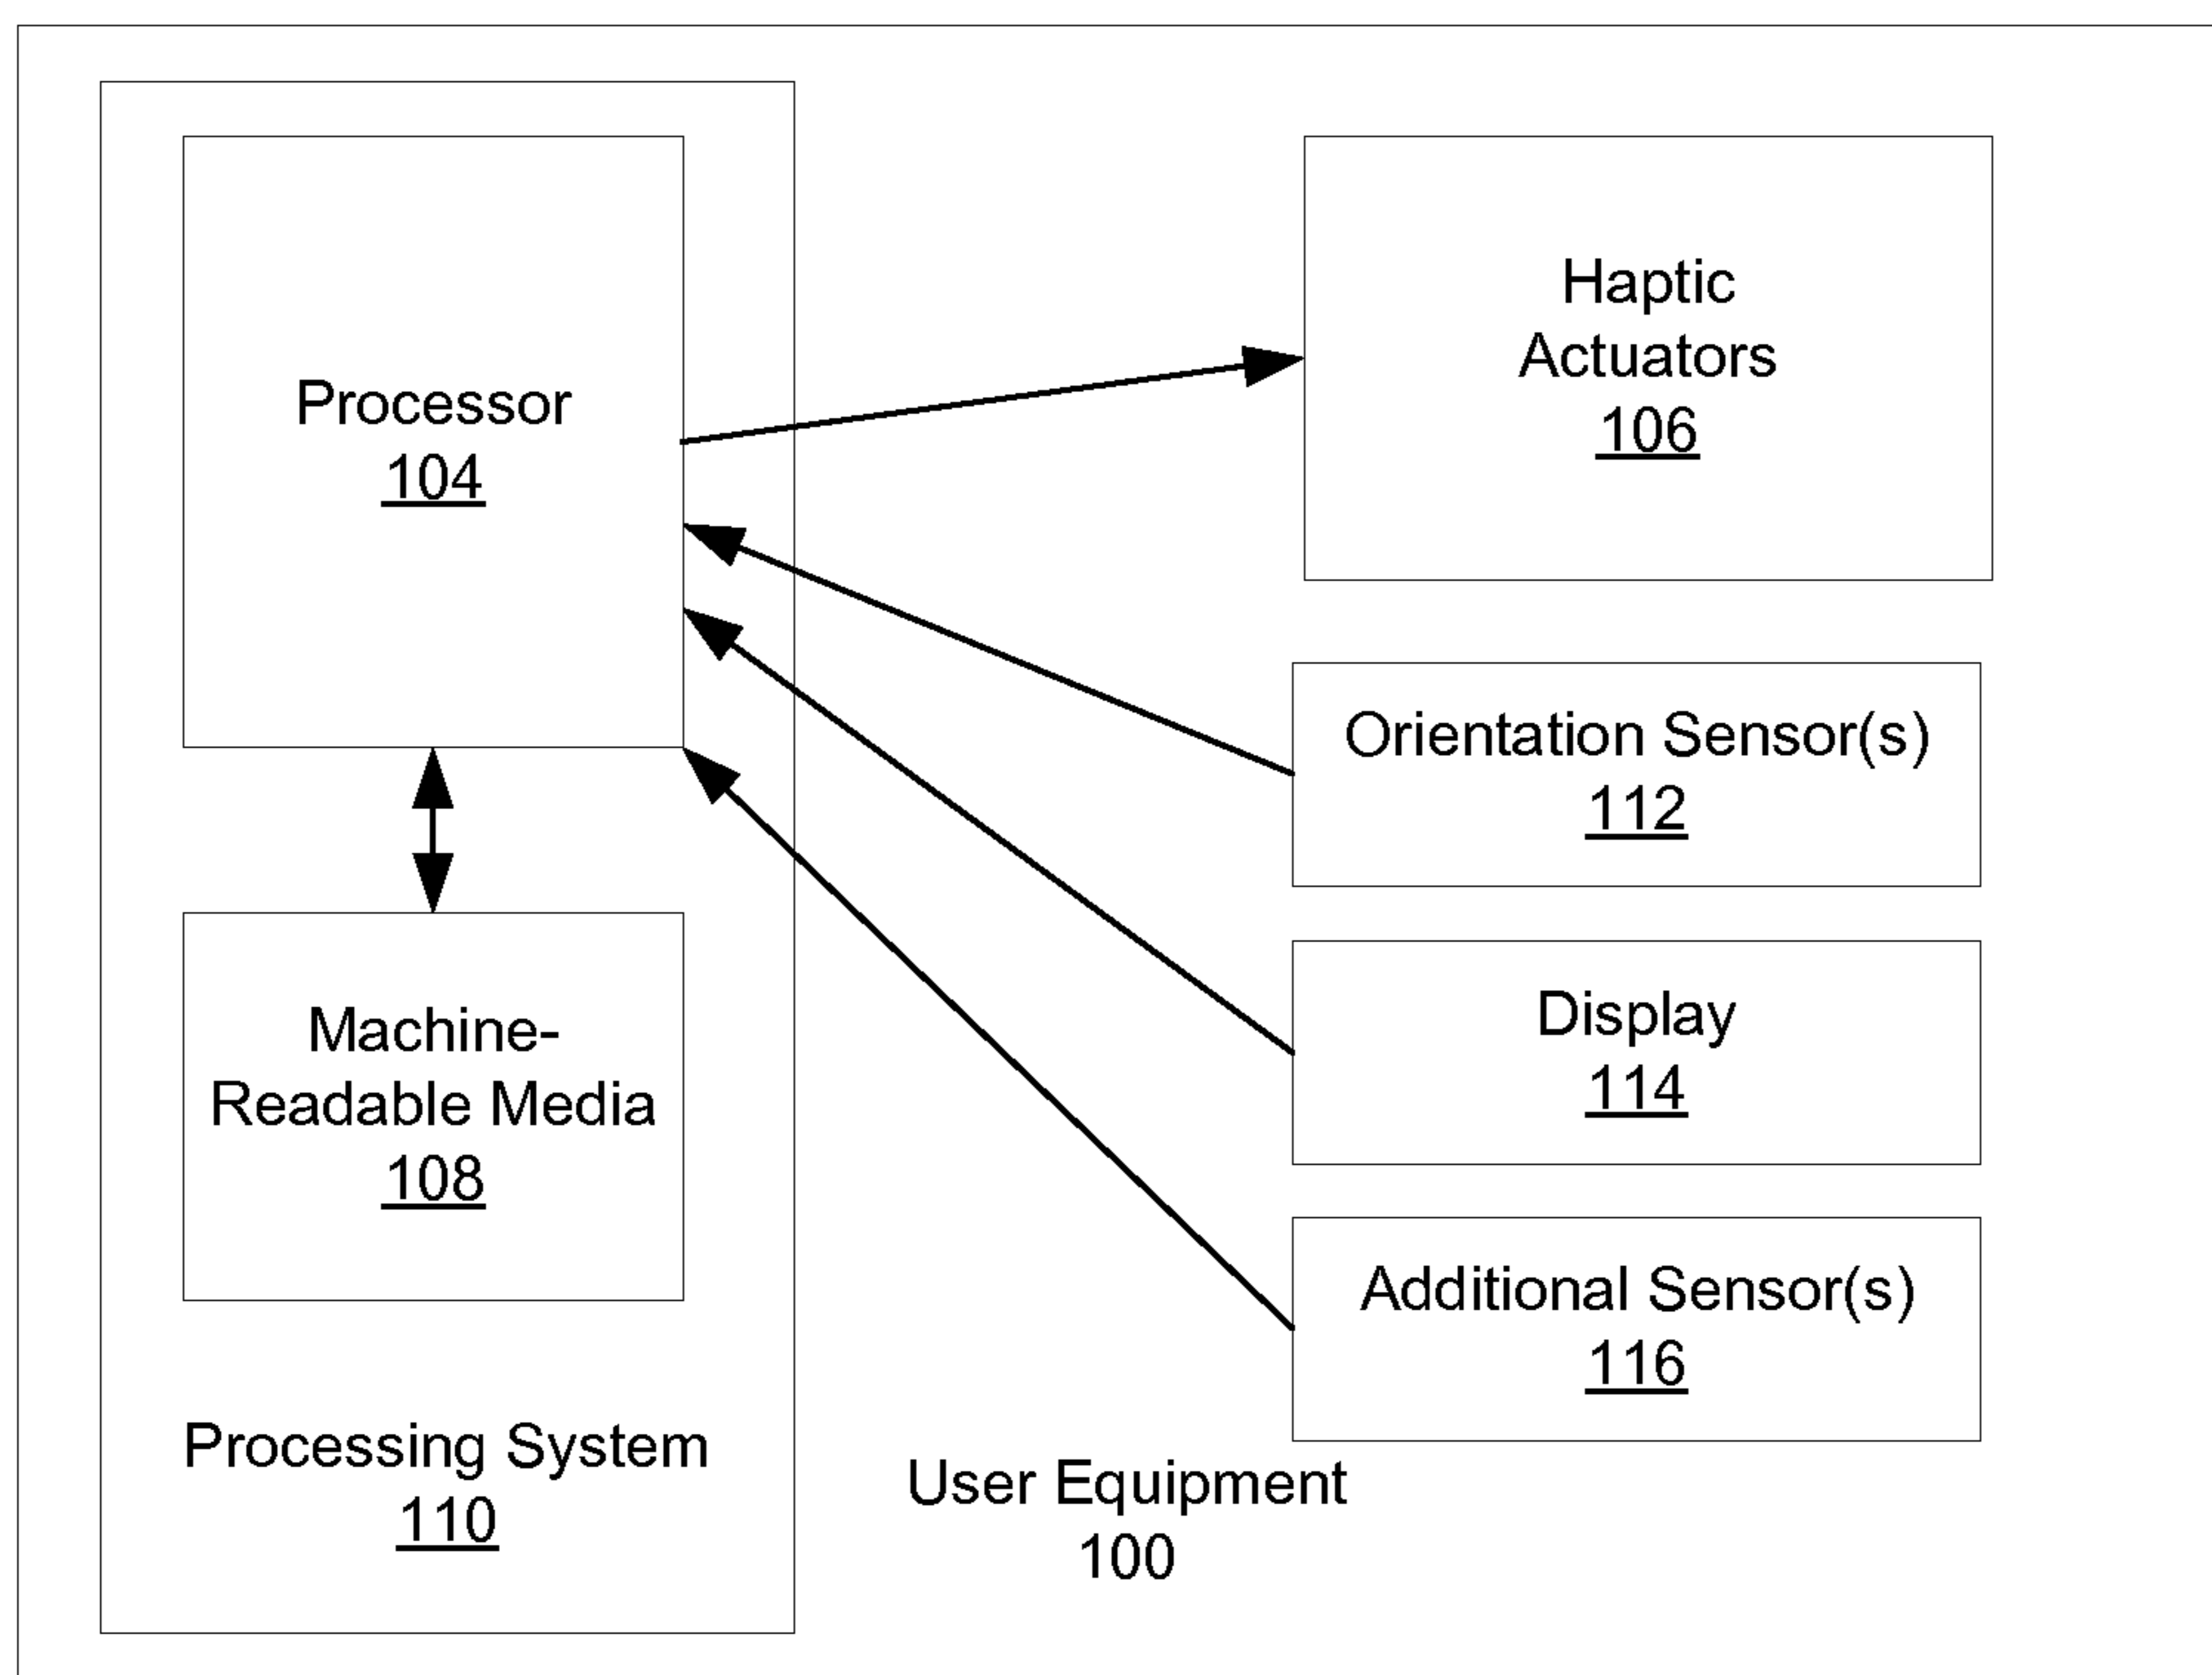 Processor
104
Haptic
Actuators
106
Orientation Sensor(s)
112
Machine-
Readable Media
108
Display
114
Additional Sensor(s)
116
Processing System
110
User Equipment
100